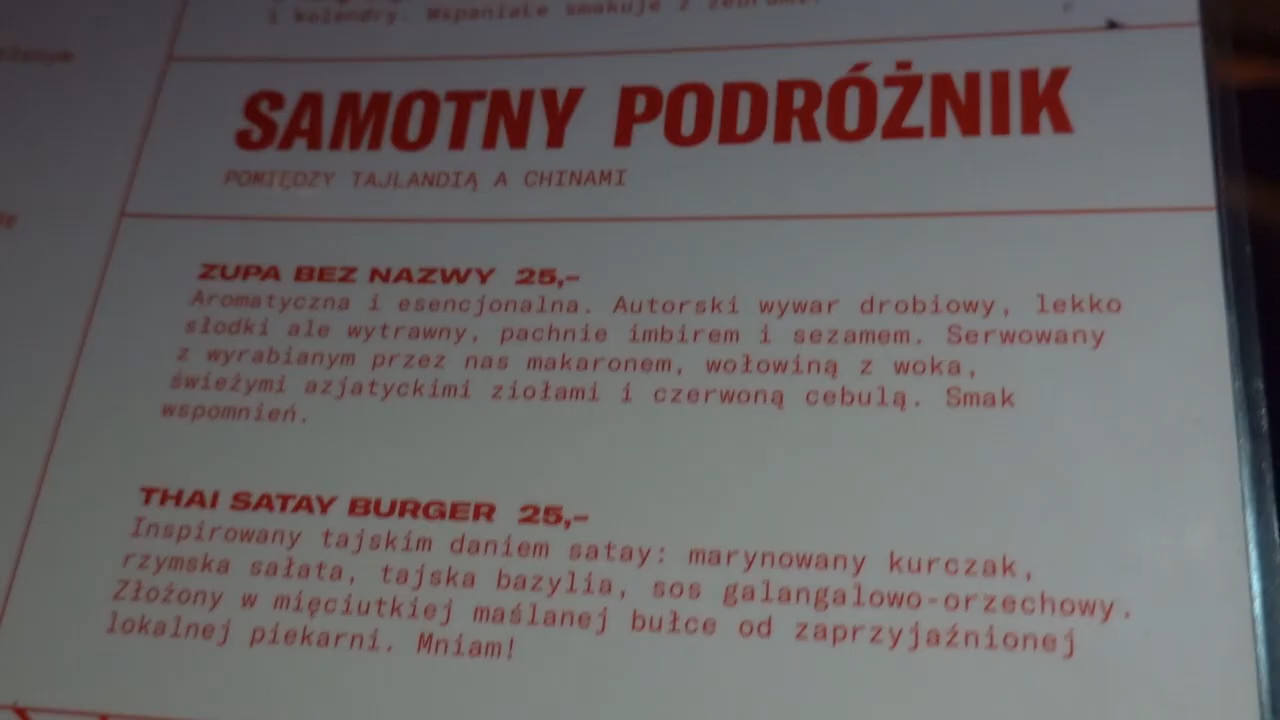 i kolendry. Wspaniale smakuje z
SAMOTNY PODRÓŻNIK
POMIĘDZY TAJLANDIĄ A CHINAMI
ZUPA BEZ NAZWY 25,-
Aromatyczna i esencjonalna. Autorski wywar drobiowy, lekko
słodki ale wytrawny, pachnie imbirem i sezamem. Serwowany
z wyrabianym przez nas makaronem, wołowiną z woka,
świeżymi azjatyckimi ziołami i czerwoną cebulą. Smak
wspomnień.
THAI SATAY BURGER 25,-
Inspirowany tajskim daniem satay: marynowany kurczak,
rzymska sałata, tajska bazylia, sos galangalowo-orzechowy.
Złożony w mięciutkiej maślanej bułce od zaprzyjaźnionej
lokalnej piekarni. Mniam!